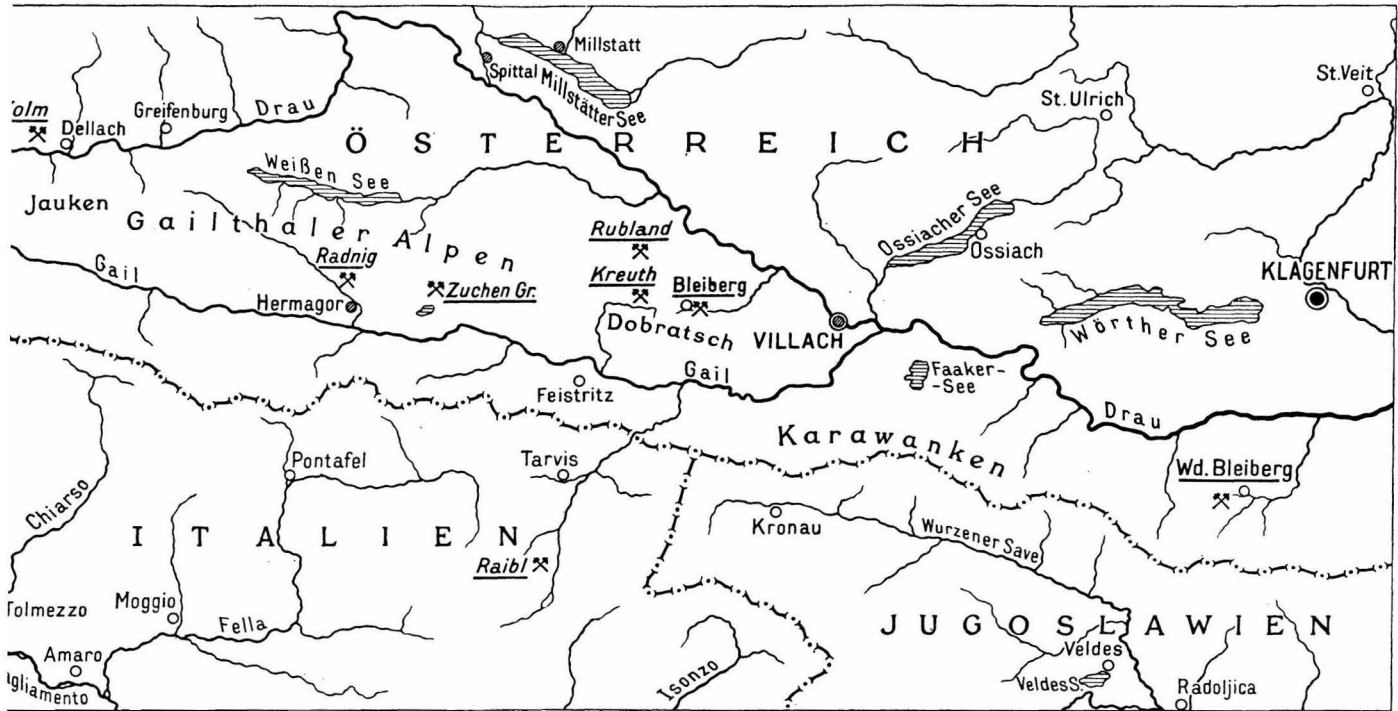 Millstatt
Spittal
Millstätter See
St. Veit
St. Ulrich
olm
Dellach
Greifenburg
Drau
ÖSTERREICH
Weißen See
Jauken
Gailthaler Alpen
Ossiacher See
Ossiach
Rubland
Radnig
Gail
Kreuth
Bleiberg
KLAGENFURT
Hermagor
Zuchen Gr.
Dobratsch
VILLACH
Wörther See
Gail
Faaker-
-See
Feistritz
Drau
Karawanken
Pontafel
Tarvis
Wd. Bleiberg
Chiarso
ITALIEN
Kronau
Wurzener Save
Raibl
Tolmezzo
Moggio
Fella
JUGOSLAWIEN
Amaro
agliamento
Isonzo
Veldes
Veldes S.
Radoljica